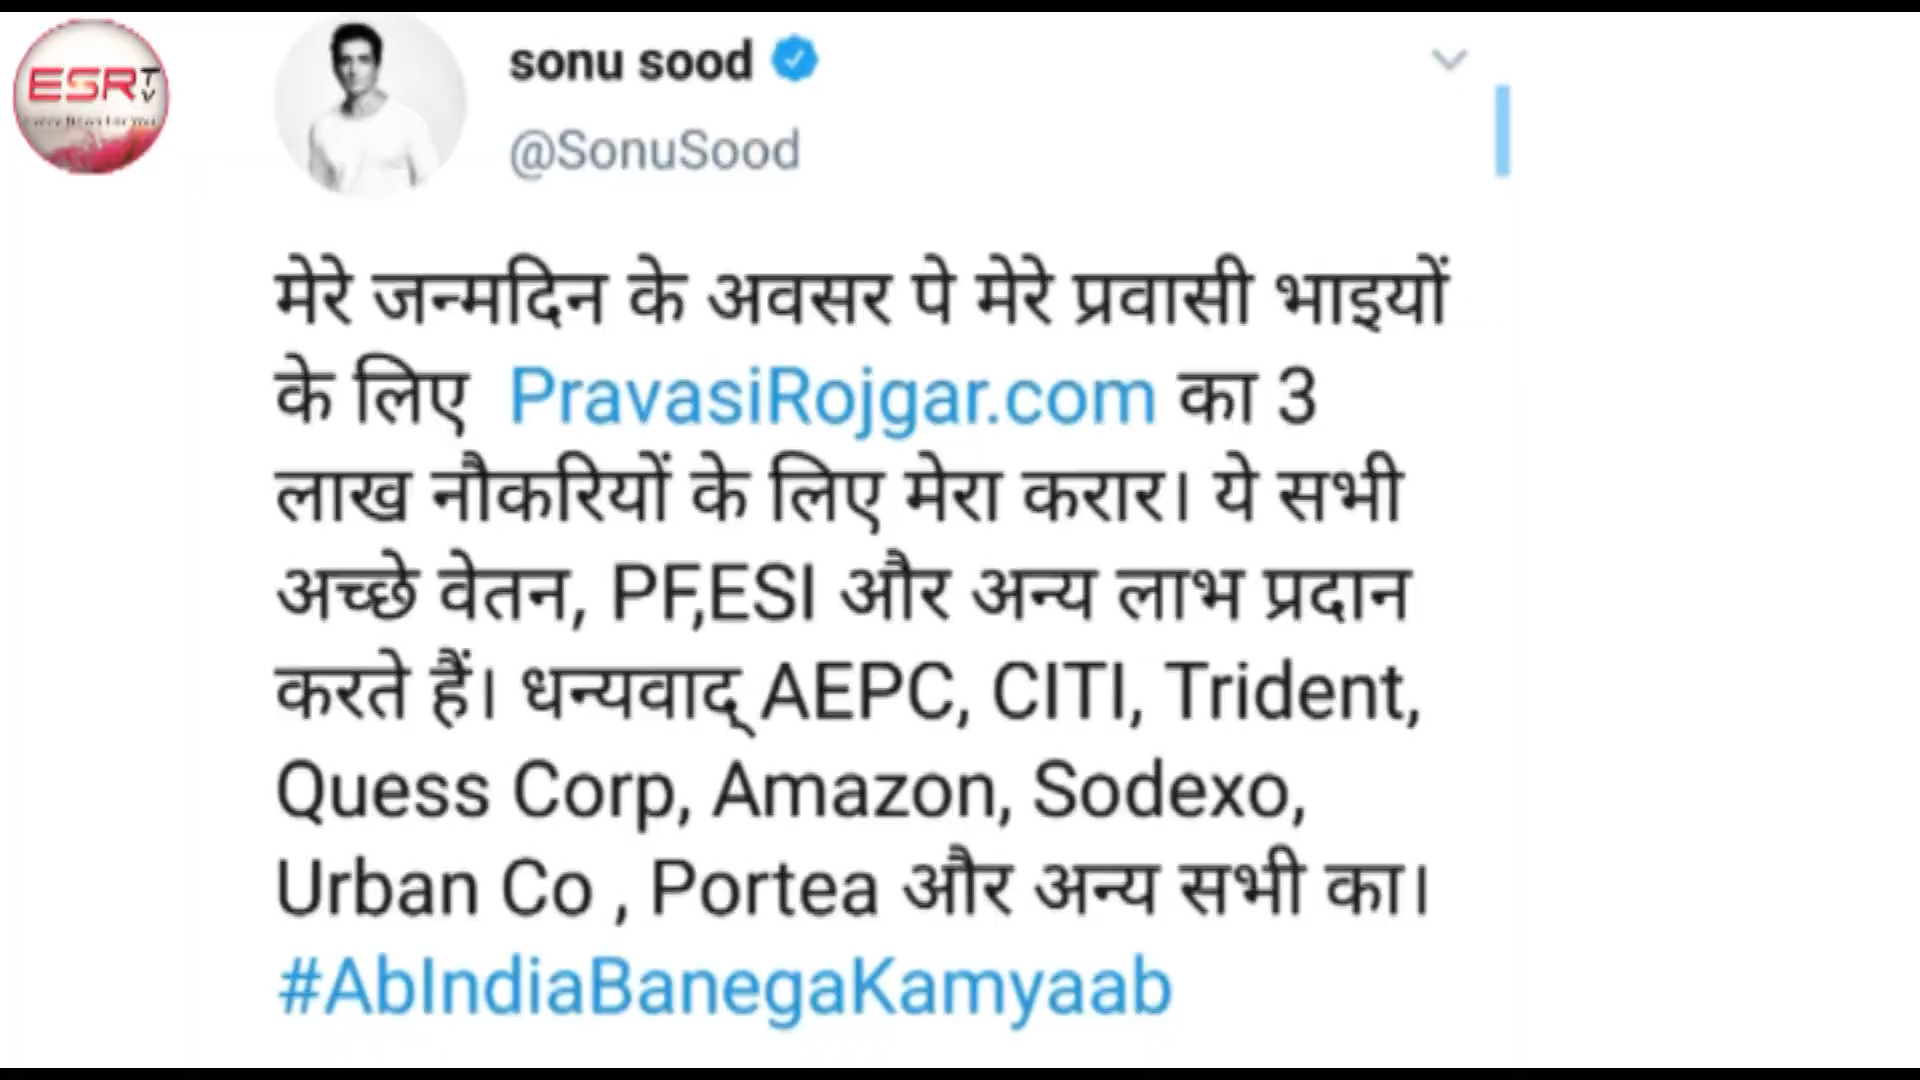 ESR TV
sonu sood
@SonuSood
मेरे जन्मदिन के अवसर पे मेरे प्रवासी भाइयों
के लिए PravasiRojgar.com का 3
लाख नौकरियों के लिए मेरा करार। ये सभी
अच्छे वेतन, PF,ESI और अन्य लाभ प्रदान
करते हैं। धन्यवाद् AEPC, CITI, Trident,
Quess Corp, Amazon, Sodexo,
Urban Co , Portea और अन्य सभी का।
#AbIndiaBanegaKamyaab